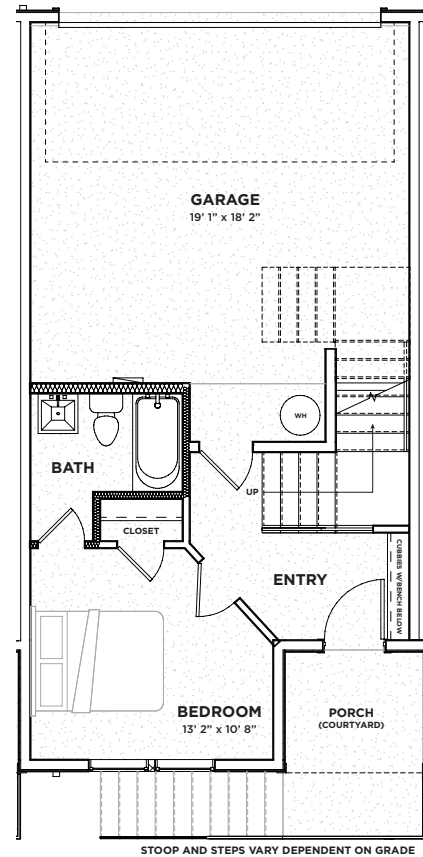 GARAGE
19' 1" x 18' 2"
WH
BATH
UP
CLOSET
ENTRY
CUBBIES W/BENCH BELOW
BEDROOM
13' 2" x 10' 8"
PORCH
(COURTYARD)
STOOP AND STEPS VARY DEPENDENT ON GRADE